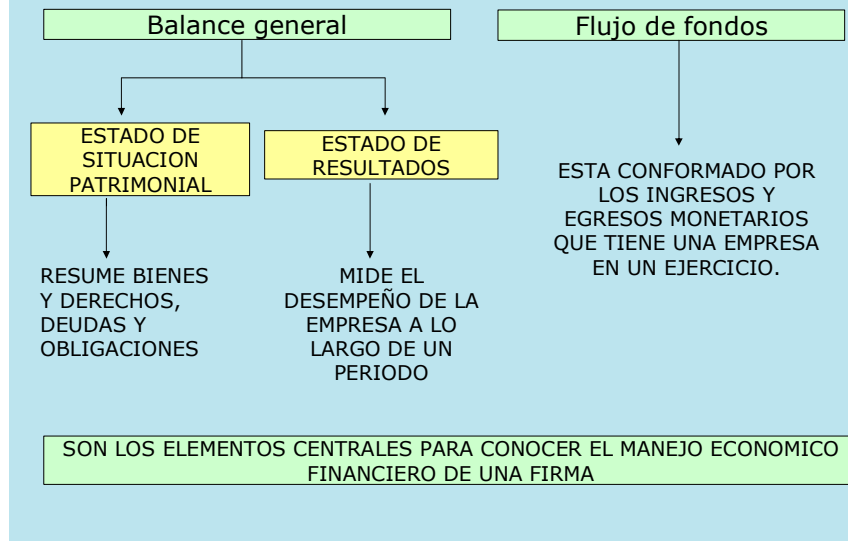 Balance general
Flujo de fondos
ESTADO DE
SITUACION
PATRIMONIAL
ESTADO DE
RESULTADOS
RESUME BIENES
Y DERECHOS,
DEUDAS Y
OBLIGACIONES
MIDE EL
DESEMPEÑO DE LA
EMPRESA A LO
LARGO DE UN
PERIODO
ESTA CONFORMADO POR
LOS INGRESOS Y
EGRESOS MONETARIOS
QUE TIENE UNA EMPRESA
EN UN EJERCICIO.
SON LOS ELEMENTOS CENTRALES PARA CONOCER EL MANEJO ECONOMICO
FINANCIERO DE UNA FIRMA